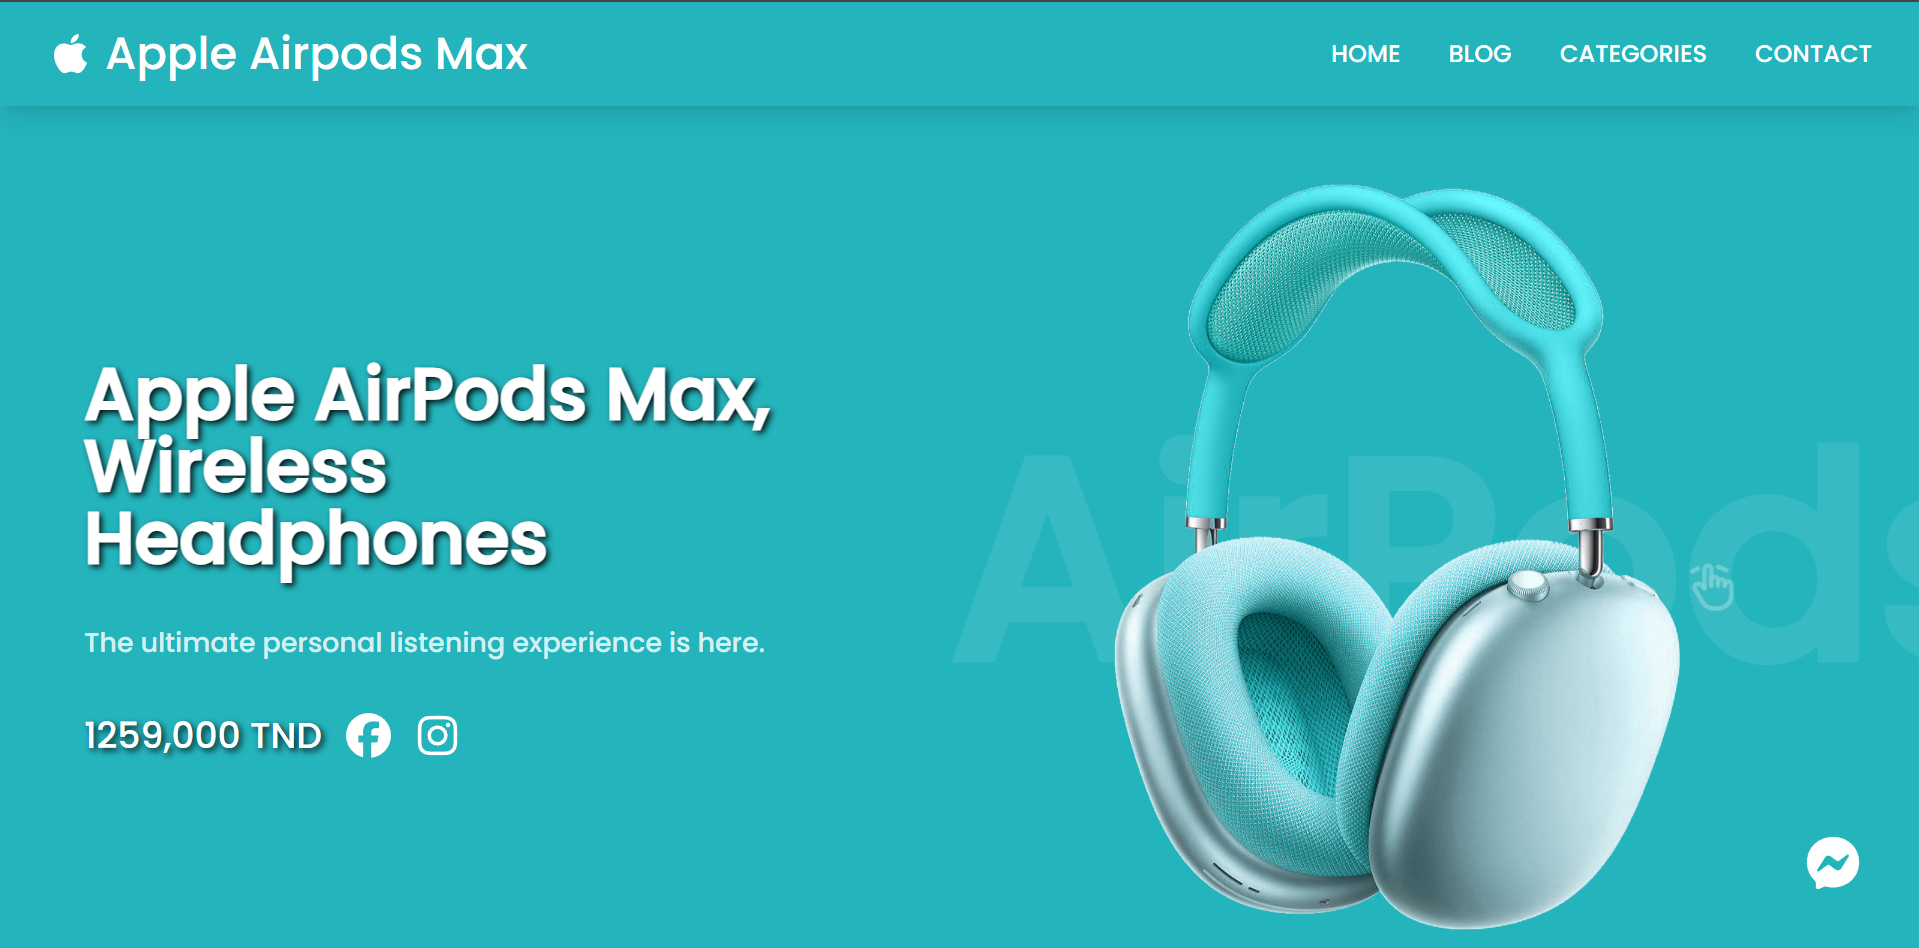 Apple Airpods Max
HOME BLOG CATEGORIES CONTACT
Apple AirPods Max,
Wireless
Headphones
The ultimate personal listening experience is here.
1259,000 TND
AirPods